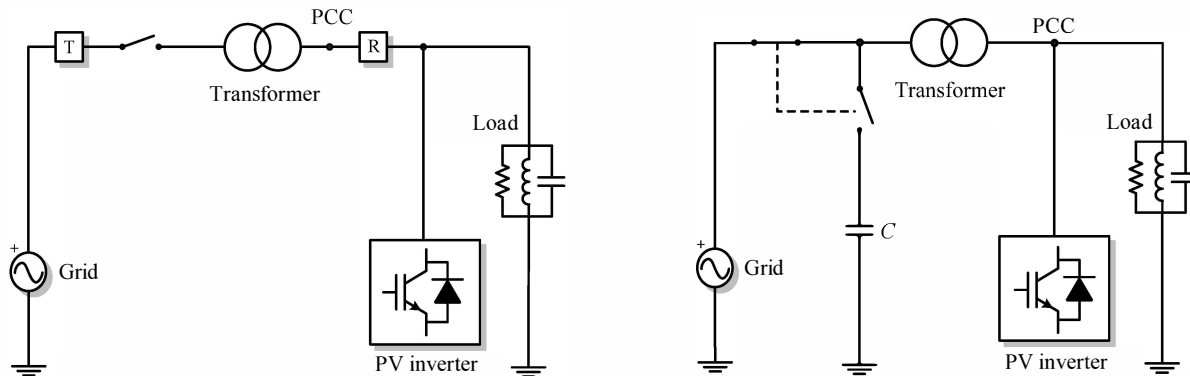 T
PCC
R
Transformer
Load
+
Grid
PV inverter
PCC
Transformer
Load
C
+
Grid
PV inverter